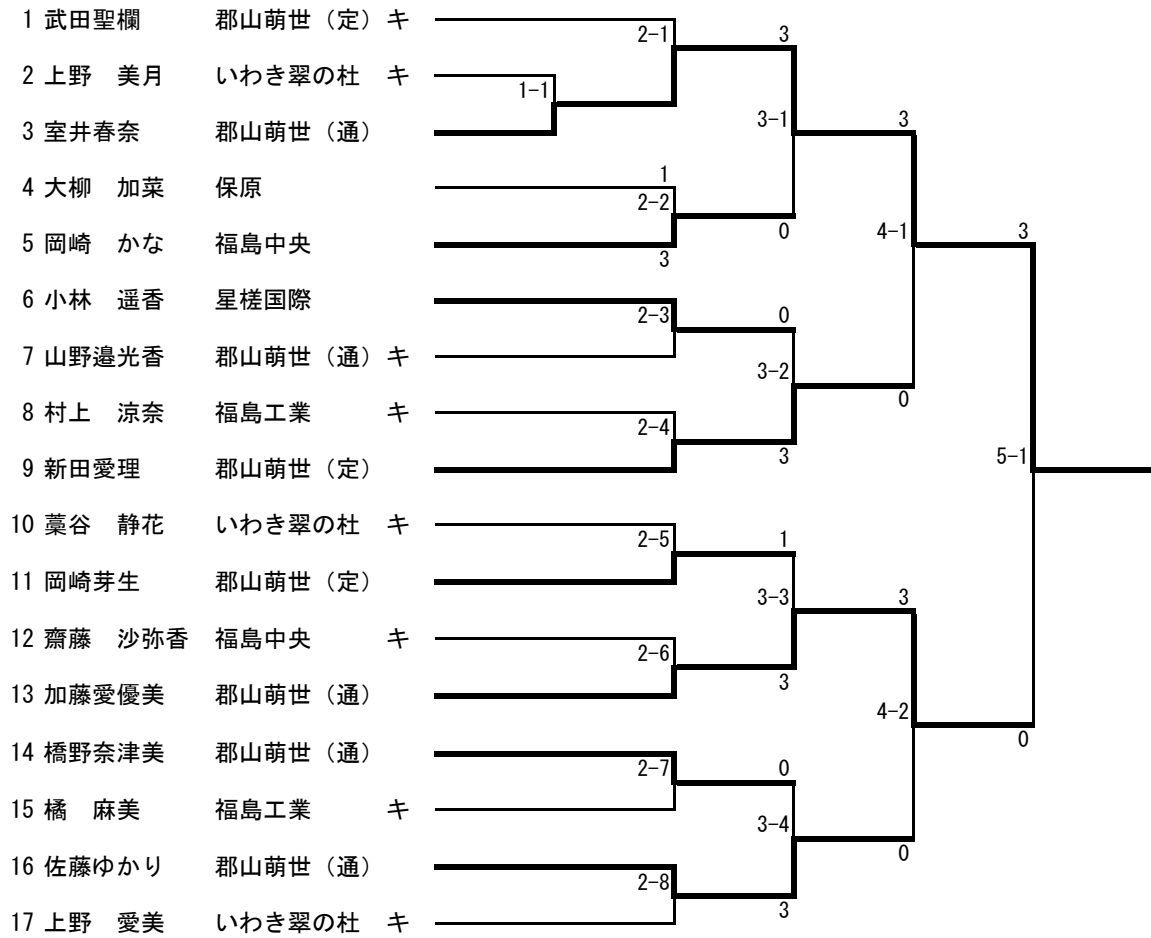 1 武田聖欄 郡山萌世（定）キ
2-1 3
2 上野 美月 いわき翠の杜 キ
1-1
3 室井春奈 郡山萌世（通）
3-1 3
4 大柳 加菜 保原
1
2-2
5 岡崎 かな 福島中央
3
0
4-1 3
6 小林 遥香 星槎国際
2-3 0
7 山野邉光香 郡山萌世（通）キ
3-2
0
8 村上 涼奈 福島工業 キ
2-4
3
9 新田愛理 郡山萌世（定）
5-1
10 藁谷 静花 いわき翠の杜 キ
2-5 1
11 岡崎芽生 郡山萌世（定）
3-3 3
12 齋藤 沙弥香 福島中央 キ
2-6
3
13 加藤愛優美 郡山萌世（通）
4-2
0
14 橋野奈津美 郡山萌世（通）
2-7 0
15 橘 麻美 福島工業 キ
3-4
0
16 佐藤ゆかり 郡山萌世（通）
2-8
3
17 上野 愛美 いわき翠の杜 キ